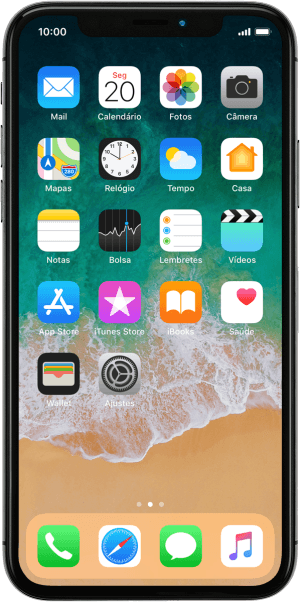 10:00
Seg
20
Mail Calendário Fotos Câmera
280
Mapas Relógio Tempo Casa
Notas Bolsa Lembretes Vídeos
App Store iTunes Store iBooks Saúde
Wallet Ajustes